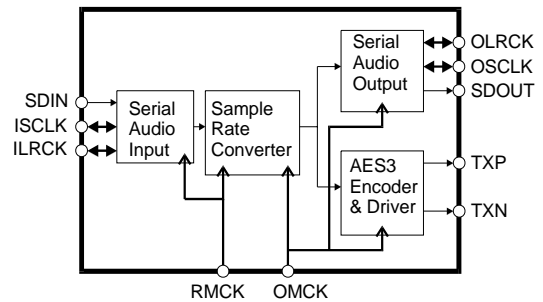 SDIN
ISCLK
ILRCK
Serial
Audio
Input
Sample
Rate
Converter
Serial
Audio
Output
OLRCK
OSCLK
SDOUT
AES3
Encoder
& Driver
TXP
TXN
RMCK
OMCK